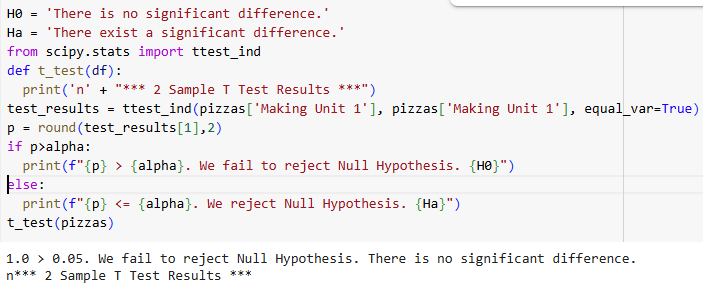 H0 = 'There is no significant difference.'
Ha = 'There exist a significant difference.'
from scipy.stats import ttest_ind
def t_test(df):
  print('n' + "*** 2 Sample T Test Results ***")
test_results = ttest_ind(pizzas['Making Unit 1'], pizzas['Making Unit 1'], equal_var=True)
p = round(test_results[1],2)
if p>alpha:
  print(f"{p} > {alpha}. We fail to reject Null Hypothesis. {H0}")
else:
  print(f"{p} <= {alpha}. We reject Null Hypothesis. {Ha}")
t_test(pizzas)
1.0 > 0.05. We fail to reject Null Hypothesis. There is no significant difference.
n*** 2 Sample T Test Results ***